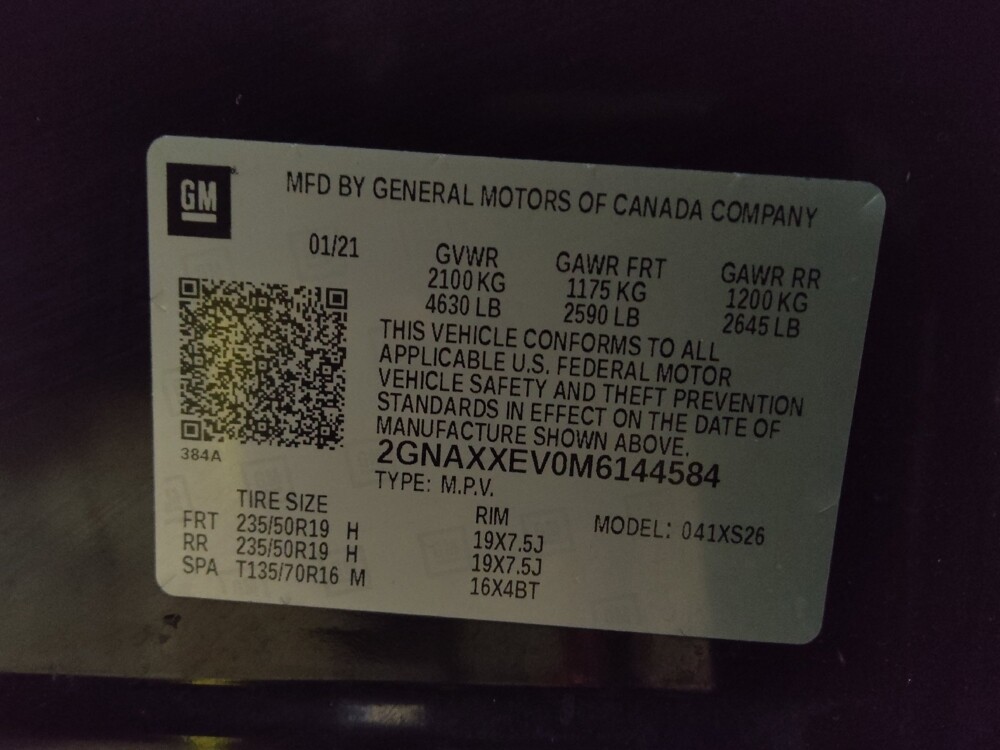 GM
MFD BY GENERAL MOTORS OF CANADA COMPANY
01/21
GVWR GAWR FRT GAWR RR
2100 KG 1175 KG 1200 KG
4630 LB 2590 LB 2645 LB
THIS VEHICLE CONFORMS TO ALL
APPLICABLE U.S. FEDERAL MOTOR
VEHICLE SAFETY AND THEFT PREVENTION
STANDARDS IN EFFECT ON THE DATE OF
MANUFACTURE SHOWN ABOVE.
384A
2GNAXXEV0M6144584
TYPE: M.P.V.
TIRE SIZE RIM MODEL: 041XS26
FRT 235/50R19 H 19X7.5J
RR 235/50R19 H 19X7.5J
SPA T135/70R16 M 16X4BT